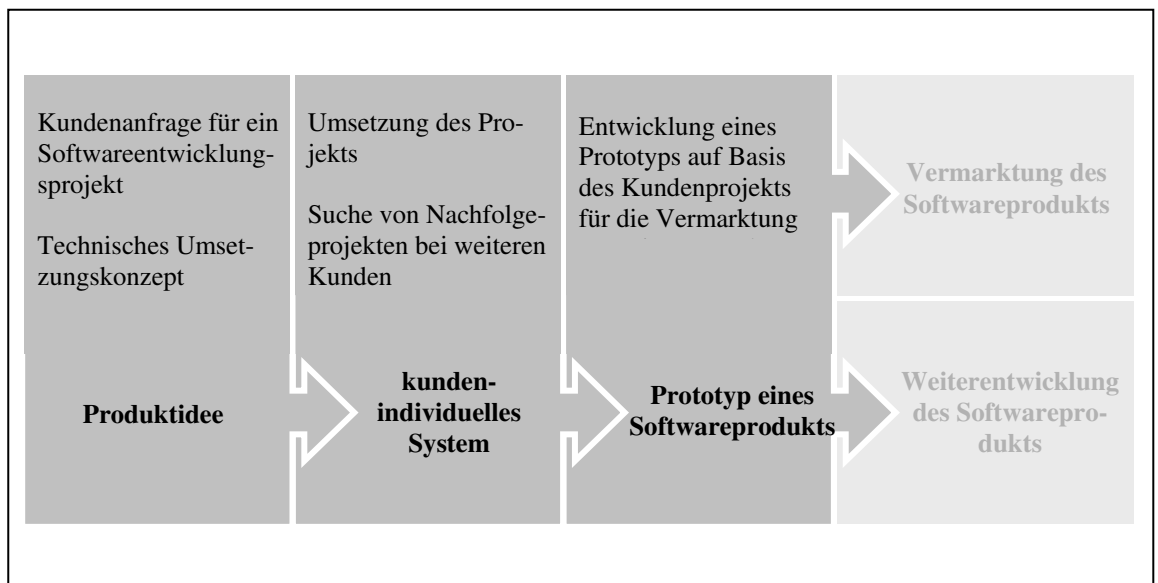 Kundenanfrage für ein
Softwareentwicklung-
sprojekt
Technisches Umset-
zungskonzept
Produktidee
Umsetzung des Pro-
jekts
Suche von Nachfolge-
projekten bei weiteren
Kunden
kunden-
individuelles
System
Entwicklung eines
Prototyps auf Basis
des Kundenprojekts
für die Vermarktung
Prototyp eines
Softwareprodukts
Vermarktung des
Softwareprodukts
Weiterentwicklung
des Softwarepro-
dukts